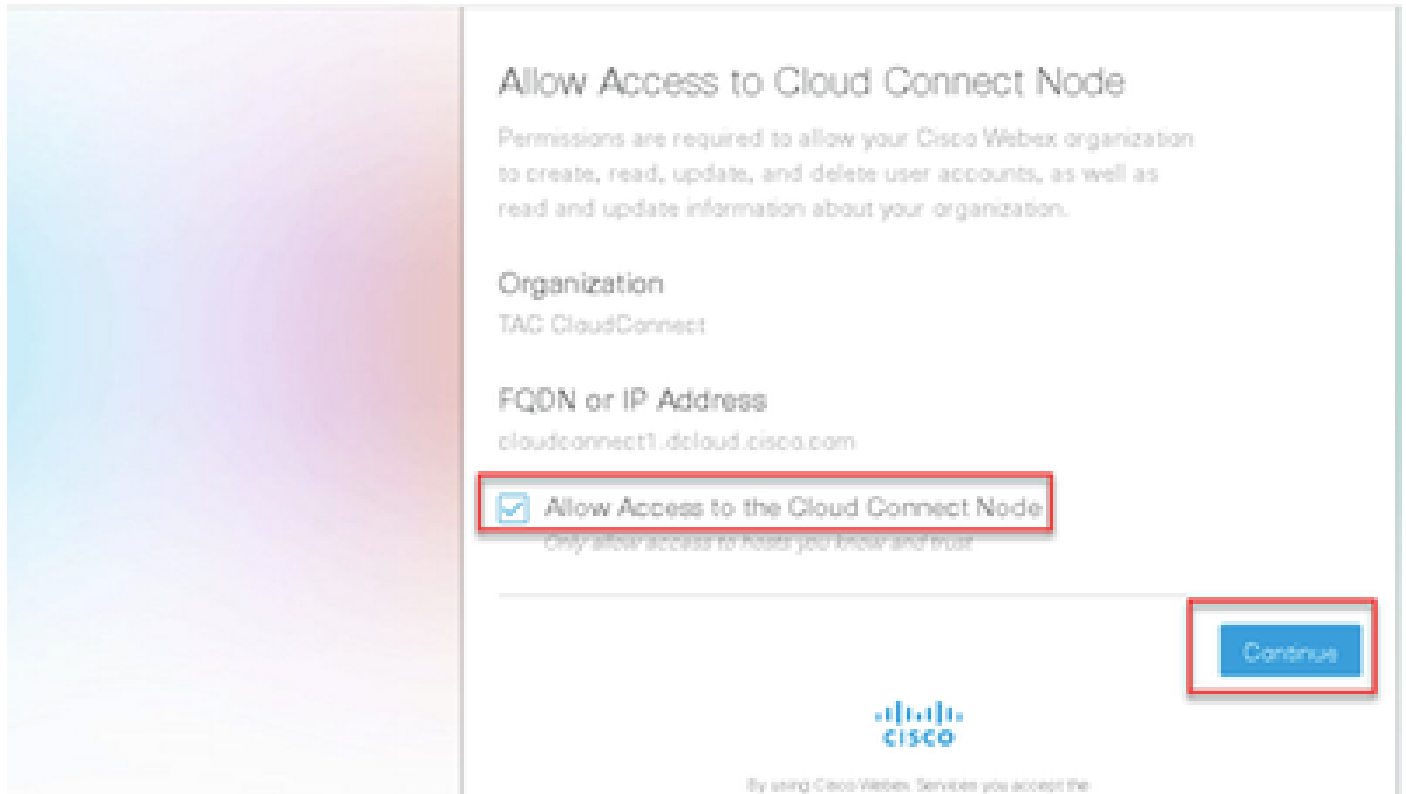 Allow Access to Cloud Connect Node
Permissions are required to allow your Cisco Webex organization
to create, read, update, and delete user accounts, as well as
read and update information about your organization.
Organization
TAC CloudConnect
FQDN or IP Address
cloudconnect1.dcloud.cisco.com
Allow Access to the Cloud Connect Node
Only allow access to hosts you know and trust
Continue
CISCO
By using Cisco Webex Services you accept the